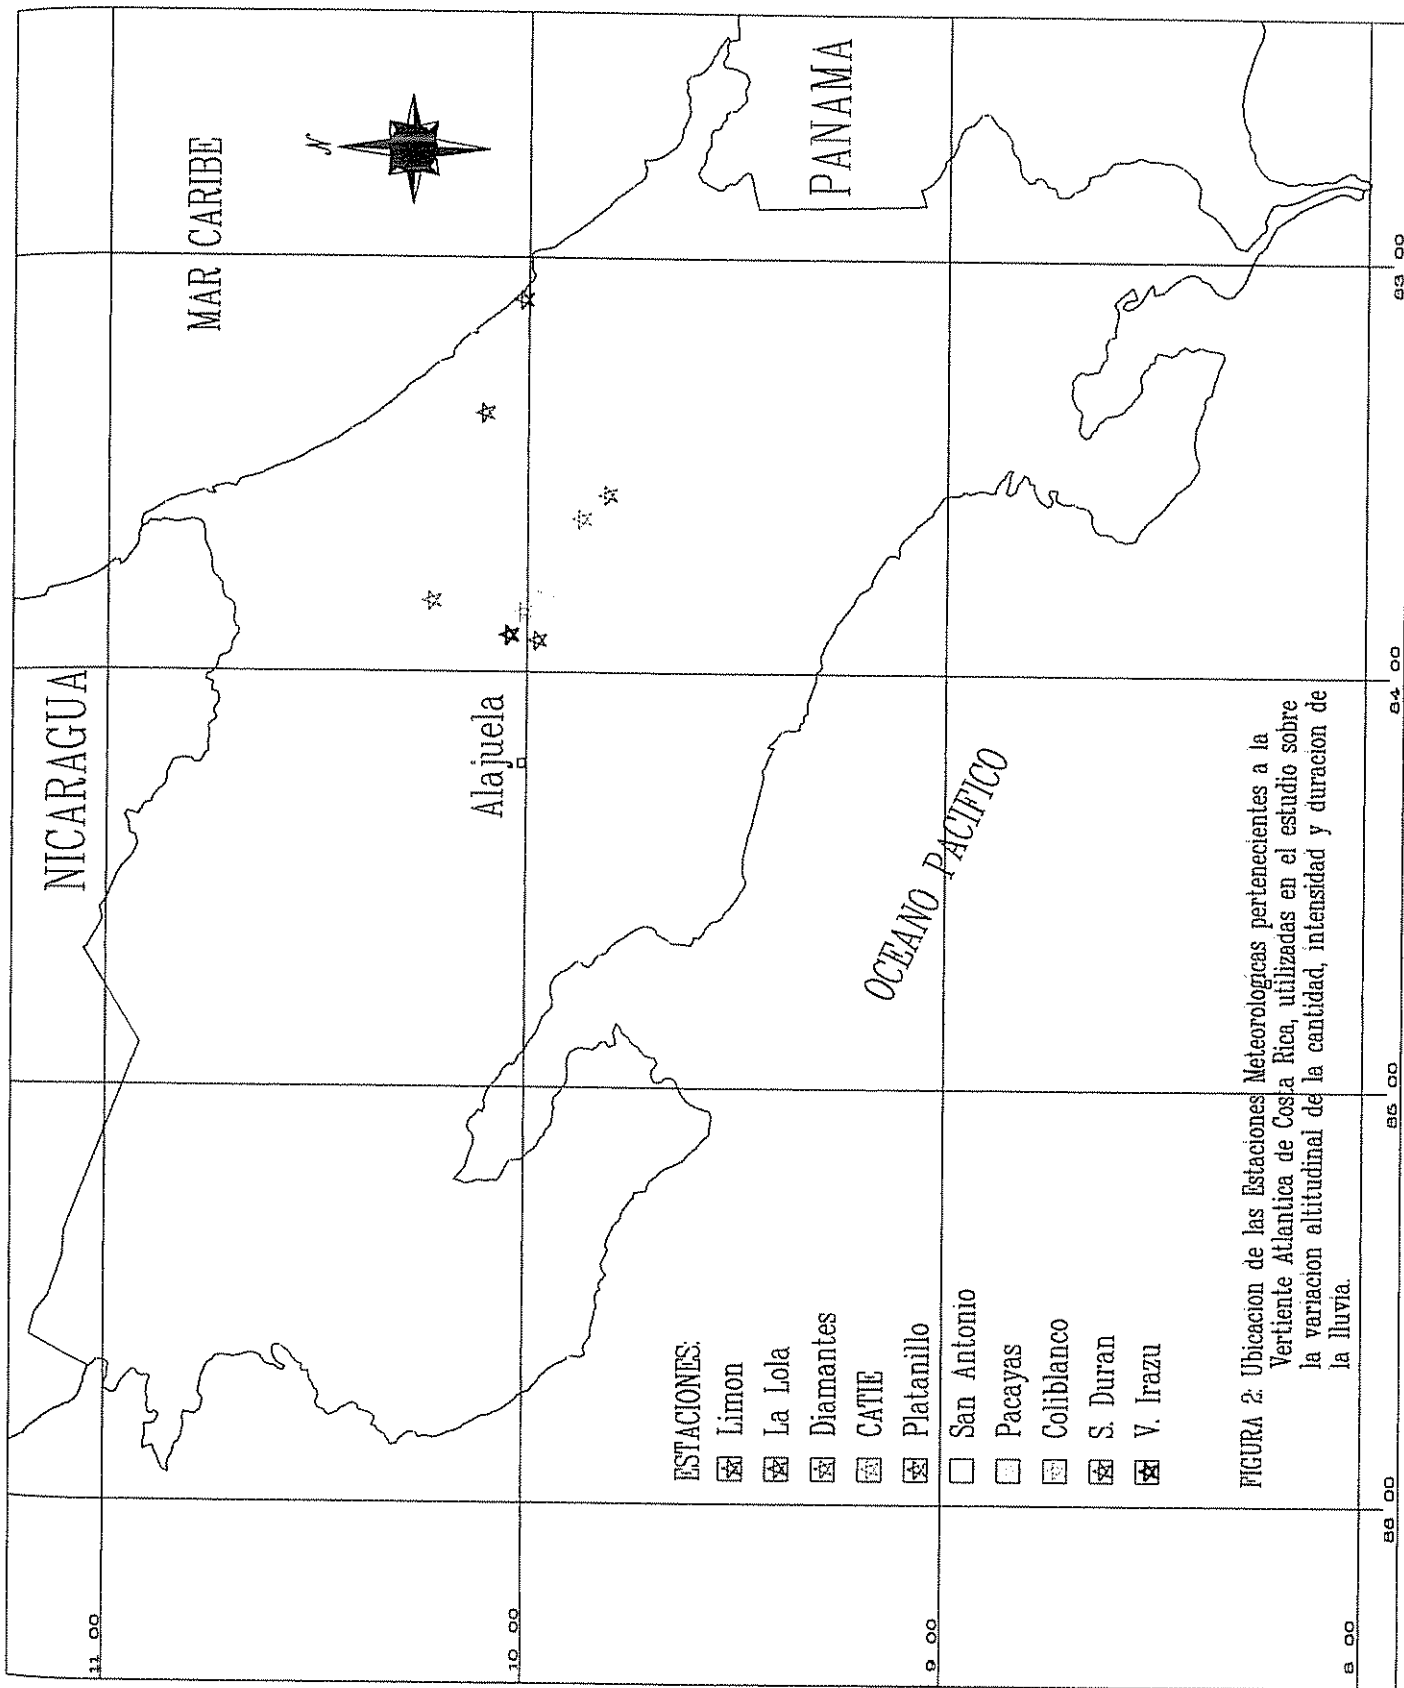 NICARAGUA
MAR CARIBE
N
Alajuela
PANAMA
OCEANO PACIFICO
11 00
10 00
9 00
8 00
86 00
85 00
84 00
83 00
ESTACIONES:
Limon
La Lola
Diamantes
CATIE
Platanillo
San Antonio
Pacayas
Coliblanco
S. Duran
V. Irazu
FIGURA 2: Ubicacion de las Estaciones Meteorologicas pertenecientes a la
Vertiente Atlantica de Costa Rica, utilizadas en el estudio sobre
la variacion altitudinal de la cantidad, intensidad y duracion de
la lluvia.